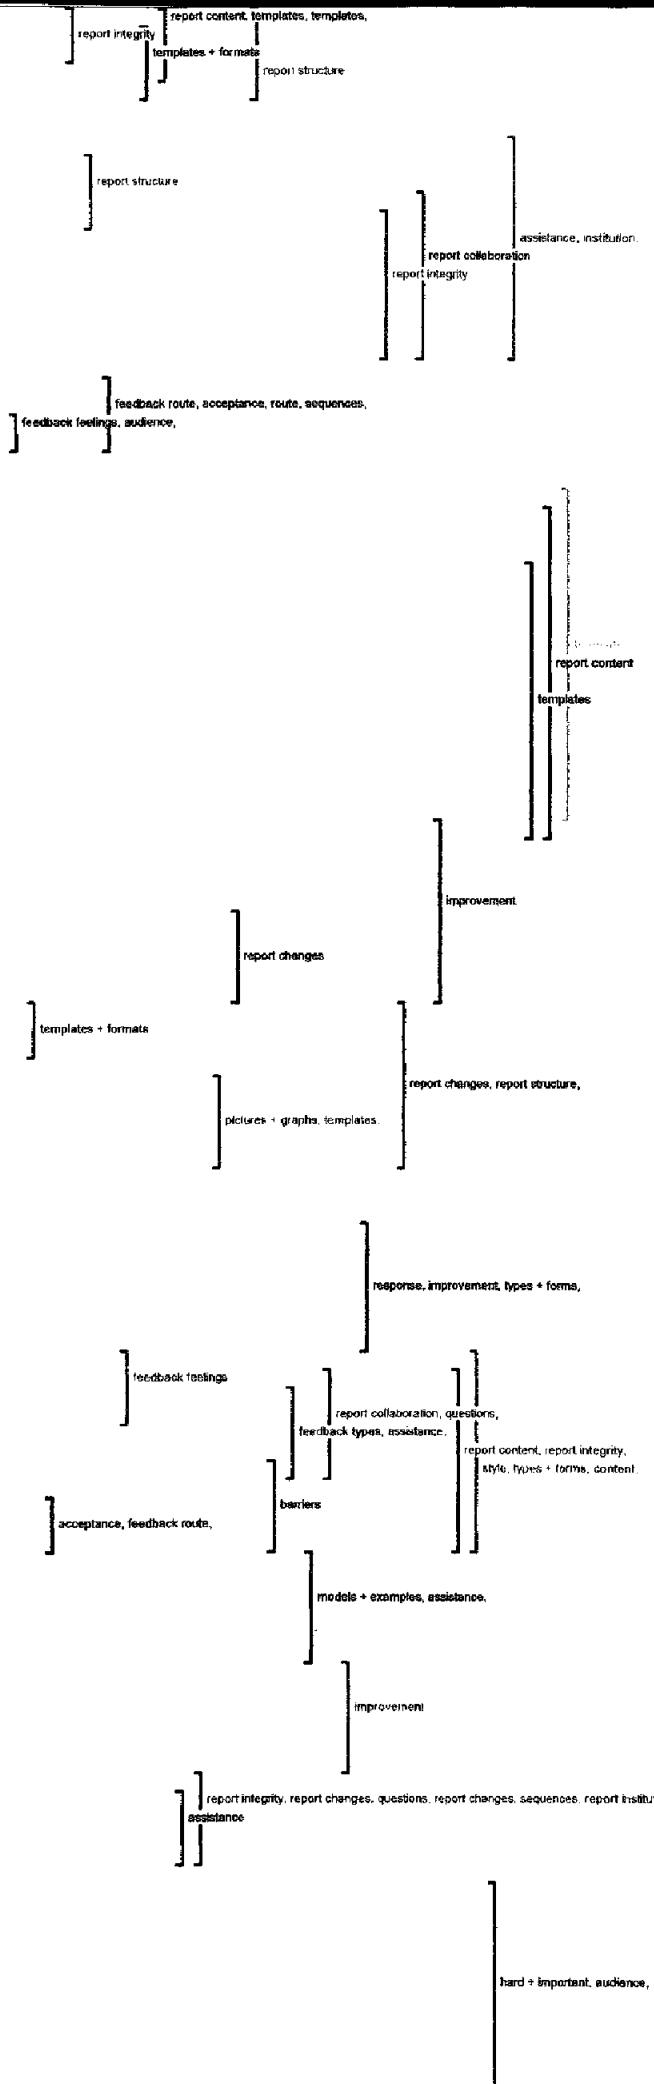 report content, templates, templates,
report integrity
templates + formats
report structure
report structure
assistance, institution.
report collaboration
report integrity
feedback route, acceptance, route, sequences,
feedback feelings, audience,
report content
templates
improvement
report changes
templates + formats
report changes, report structure,
pictures + graphs, templates.
response, improvement, types + forms,
feedback feelings
report collaboration, questions,
feedback types, assistance.
report content, report integrity,
style, types + forms, content.
barriers
acceptance, feedback route,
models + examples, assistance.
improvement
report integrity, report changes, questions, report changes, sequences, report institu
assistance
hard + important, audience,